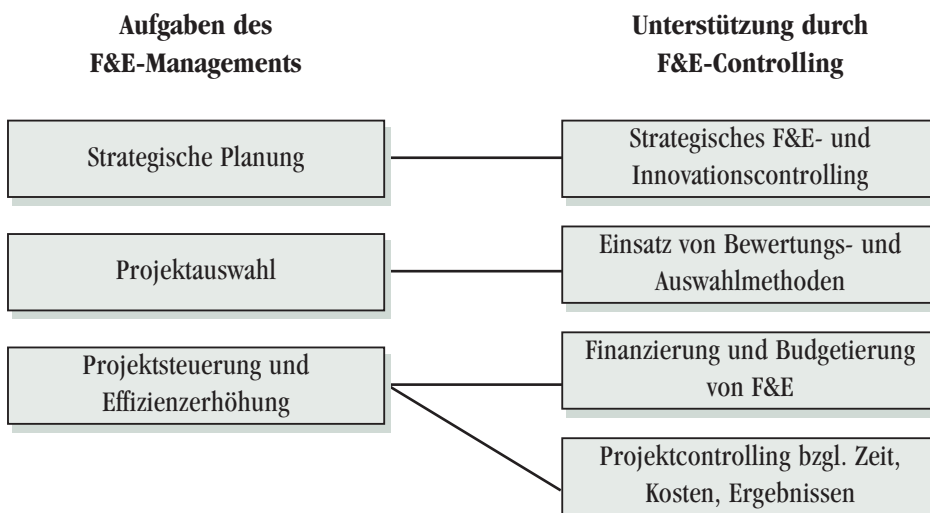 Aufgaben des
F&E-Managements
Unterstützung durch
F&E-Controlling
Strategische Planung
Strategisches F&E- und
Innovationscontrolling
Projektauswahl
Einsatz von Bewertungs- und
Auswahlmethoden
Projektsteuerung und
Effizienzerhöhung
Finanzierung und Budgetierung
von F&E
Projektcontrolling bzgl. Zeit,
Kosten, Ergebnissen